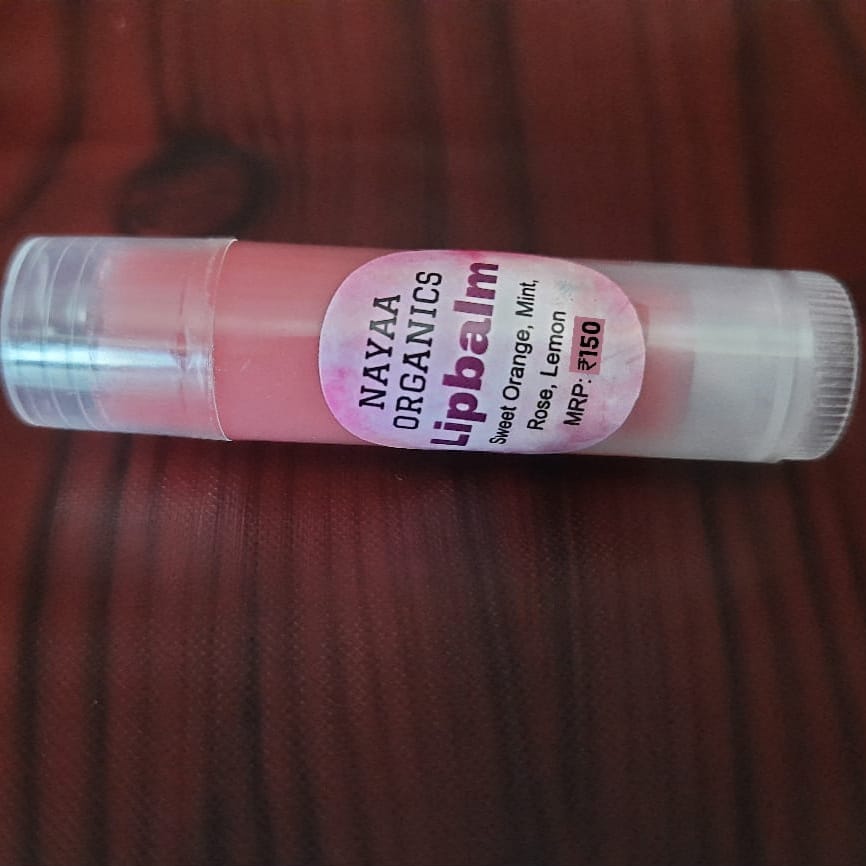 NAYAA
ORGANICS
Lipbalm
Sweet Orange, Mint,
Rose, Lemon
MRP: ₹150